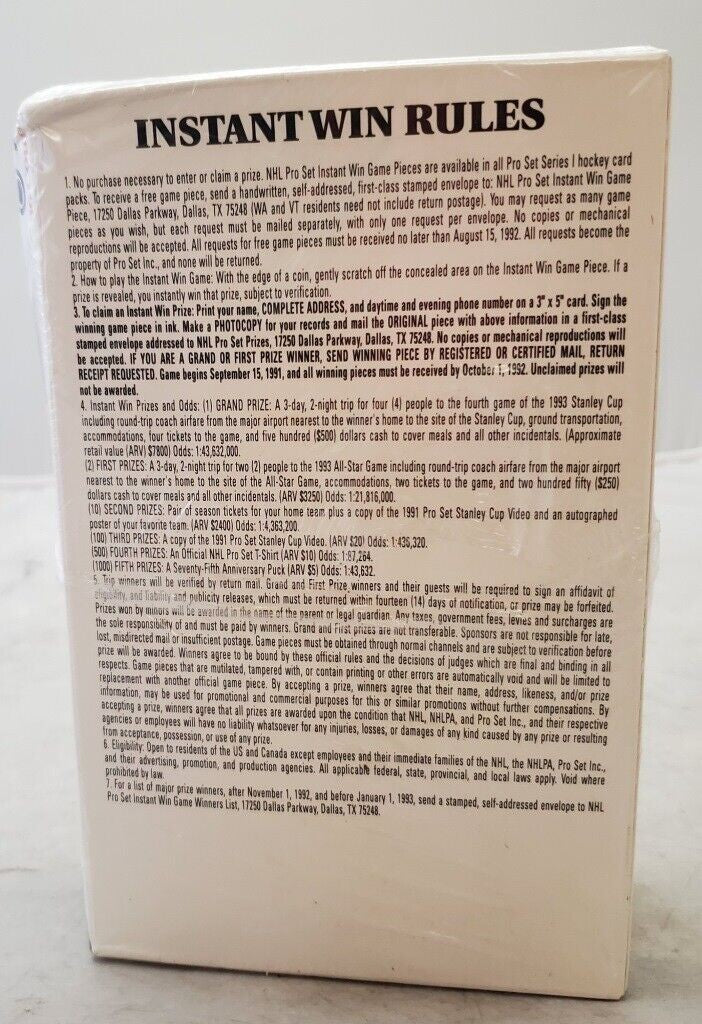 INSTANT WIN RULES
1. No purchase necessary to enter or claim a prize. NHL Pro Set Instant Win Game Pieces are available in all Pro Set Series I hockey card
packs. To receive a free game piece, send a handwritten, self-addressed, first-class stamped envelope to: NHL Pro Set Instant Win Game
Piece, 17250 Dallas Parkway, Dallas, TX 75248 (WA and VT residents need not include return postage). You may request as many game
pieces as you wish, but each request must be mailed separately, with only one request per envelope. No copies or mechanical
reproductions will be accepted. All requests for free game pieces must be received no later than August 15, 1992. All requests become the
property of Pro Set Inc., and none will be returned.
2. How to play the Instant Win Game: With the edge of a coin, gently scratch off the concealed area on the Instant Win Game Piece. If a
prize is revealed, you instantly win that prize, subject to verification.
3. To claim an Instant Win Prize: Print your name, COMPLETE ADDRESS, and daytime and evening phone number on a 3" x 5" card. Sign the
winning game piece in ink. Make a PHOTOCOPY for your records and mail the ORIGINAL piece with above information in a first-class
stamped envelope addressed to NHL Pro Set Prizes, 17250 Dallas Parkway, Dallas, TX 75248. No copies or mechanical reproductions will
be accepted. IF YOU ARE A GRAND OR FIRST PRIZE WINNER, SEND WINNING PIECE BY REGISTERED OR CERTIFIED MAIL, RETURN
RECEIPT REQUESTED. Game begins September 15, 1991, and all winning pieces must be received by October 1, 1992. Unclaimed prizes will
not be awarded.
4. Instant Win Prizes and Odds: (1) GRAND PRIZE: A 3-day, 2-night trip for four (4) people to the fourth game of the 1993 Stanley Cup
including round-trip coach airfare from the major airport nearest to the winner's home to the site of the Stanley Cup, ground transportation,
accommodations, four tickets to the game, and five hundred ($500) dollars cash to cover meals and all other incidentals. (Approximate
retail value (ARV) $7800) Odds: 1:43,632,000.
(2) FIRST PRIZES: A 3-day, 2-night trip for two (2) people to the 1993 All-Star Game including round-trip coach airfare from the major airport
nearest to the winner's home to the site of the All-Star Game, accommodations, two tickets to the game, and two hundred fifty ($250)
dollars cash to cover meals and all other incidentals. (ARV $3250) Odds: 1:21,816,000.
(10) SECOND PRIZES: Pair of season tickets for your home team plus a copy of the 1991 Pro Set Stanley Cup Video and an autographed
poster of your favorite team. (ARV $2400) Odds: 1:4,363,200.
(100) THIRD PRIZES: A copy of the 1991 Pro Set Stanley Cup Video. (ARV $20) Odds: 1:436,320.
(500) FOURTH PRIZES: An Official NHL Pro Set T-Shirt (ARV $10) Odds: 1:87,264.
(1000) FIFTH PRIZES: A Seventy-Fifth Anniversary Puck (ARV $5) Odds: 1:43,632.
5. Trip winners will be verified by return mail. Grand and First Prize winners and their guests will be required to sign an affidavit of
eligibility, and liability and publicity releases, which must be returned within fourteen (14) days of notification, or prize may be forfeited.
Prizes won by minors will be awarded in the name of the parent or legal guardian. Any taxes, government fees, levies and surcharges are
the sole responsibility of and must be paid by winners. Grand and First prizes are not transferable. Sponsors are not responsible for late,
lost, misdirected mail or insufficient postage. Game pieces must be obtained through normal channels and are subject to verification before
prize will be awarded. Winners agree to be bound by these official rules and the decisions of judges which are final and binding in all
respects. Game pieces that are mutilated, tampered with, or contain printing or other errors are automatically void and will be limited to
replacement with another official game piece. By accepting a prize, winners agree that their name, address, likeness, and/or prize
information, may be used for promotional and commercial purposes for this or similar promotions without further compensations. By
accepting a prize, winners agree that all prizes are awarded upon the condition that NHL, NHLPA, and Pro Set Inc., and their respective
agencies or employees will have no liability whatsoever for any injuries, losses, or damages of any kind caused by any prize or resulting
from acceptance, possession, or use of any prize.
6. Eligibility: Open to residents of the US and Canada except employees and their immediate families of the NHL, the NHLPA, Pro Set Inc.,
and their advertising, promotion, and production agencies. All applicable federal, state, provincial, and local laws apply. Void where
prohibited by law.
7. For a list of major prize winners, after November 1, 1992, and before January 1, 1993, send a stamped, self-addressed envelope to NHL
Pro Set Instant Win Game Winners List, 17250 Dallas Parkway, Dallas, TX 75248.